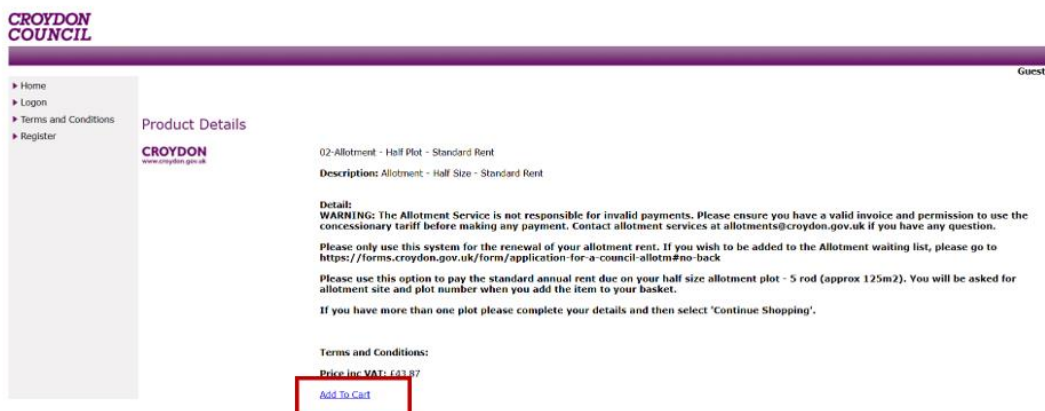 CROYDON
COUNCIL
Guest
Home
Logon
Terms and Conditions
Register
Product Details
CROYDON
www.croydon.gov.uk
02-Allotment - Half Plot - Standard Rent
Description: Allotment - Half Size - Standard Rent
Detail:
WARNING: The Allotment Service is not responsible for invalid payments. Please ensure you have a valid invoice and permission to use the
concessionary tariff before making any payment. Contact allotment services at allotments@croydon.gov.uk if you have any question.
Please only use this system for the renewal of your allotment rent. If you wish to be added to the Allotment waiting list, please go to
https://forms.croydon.gov.uk/form/application-for-a-council-allotm#no-back
Please use this option to pay the standard annual rent due on your half size allotment plot - 5 rod (approx 125m2). You will be asked for
allotment site and plot number when you add the item to your basket.
If you have more than one plot please complete your details and then select 'Continue Shopping'.
Terms and Conditions:
Price inc VAT: £43.87
Add To Cart